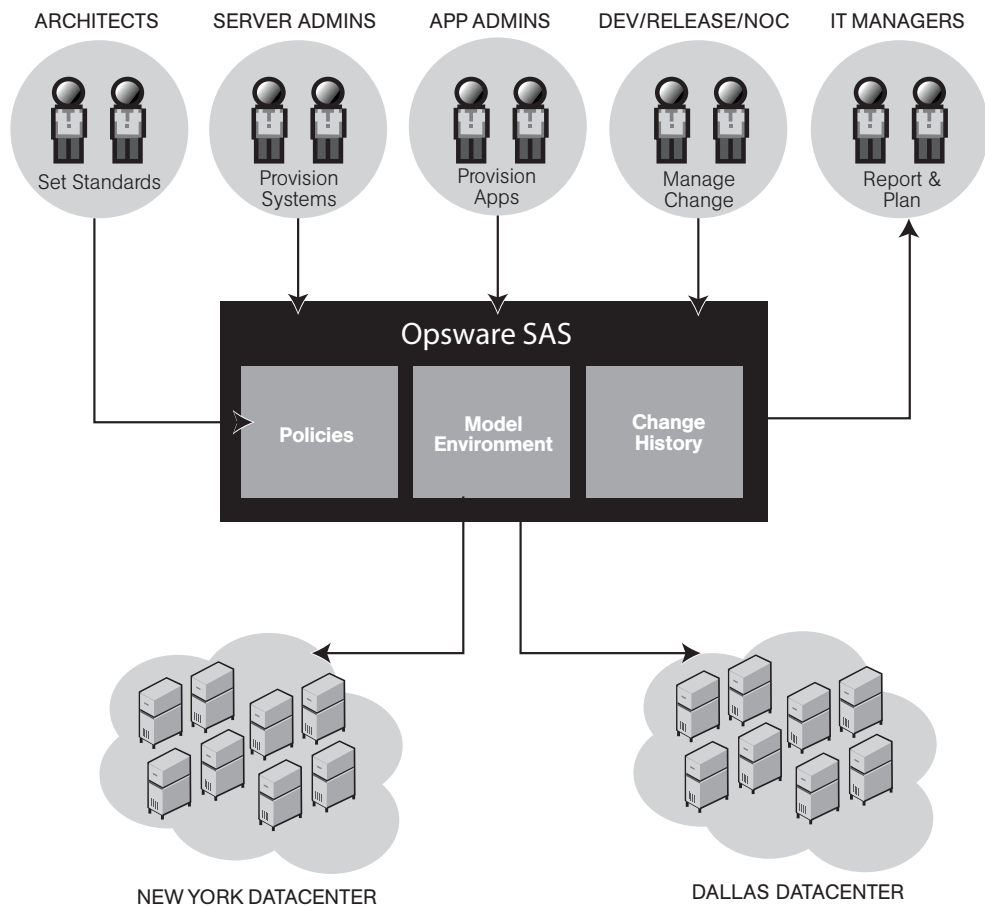 ARCHITECTS
SERVER ADMINS
APP ADMINS
DEV/RELEASE/NOC
IT MANAGERS
Set Standards
Provision
Systems
Provision
Apps
Manage
Change
Report &
Plan
Opsware SAS
Policies
Model
Environment
Change
History
NEW YORK DATACENTER
DALLAS DATACENTER